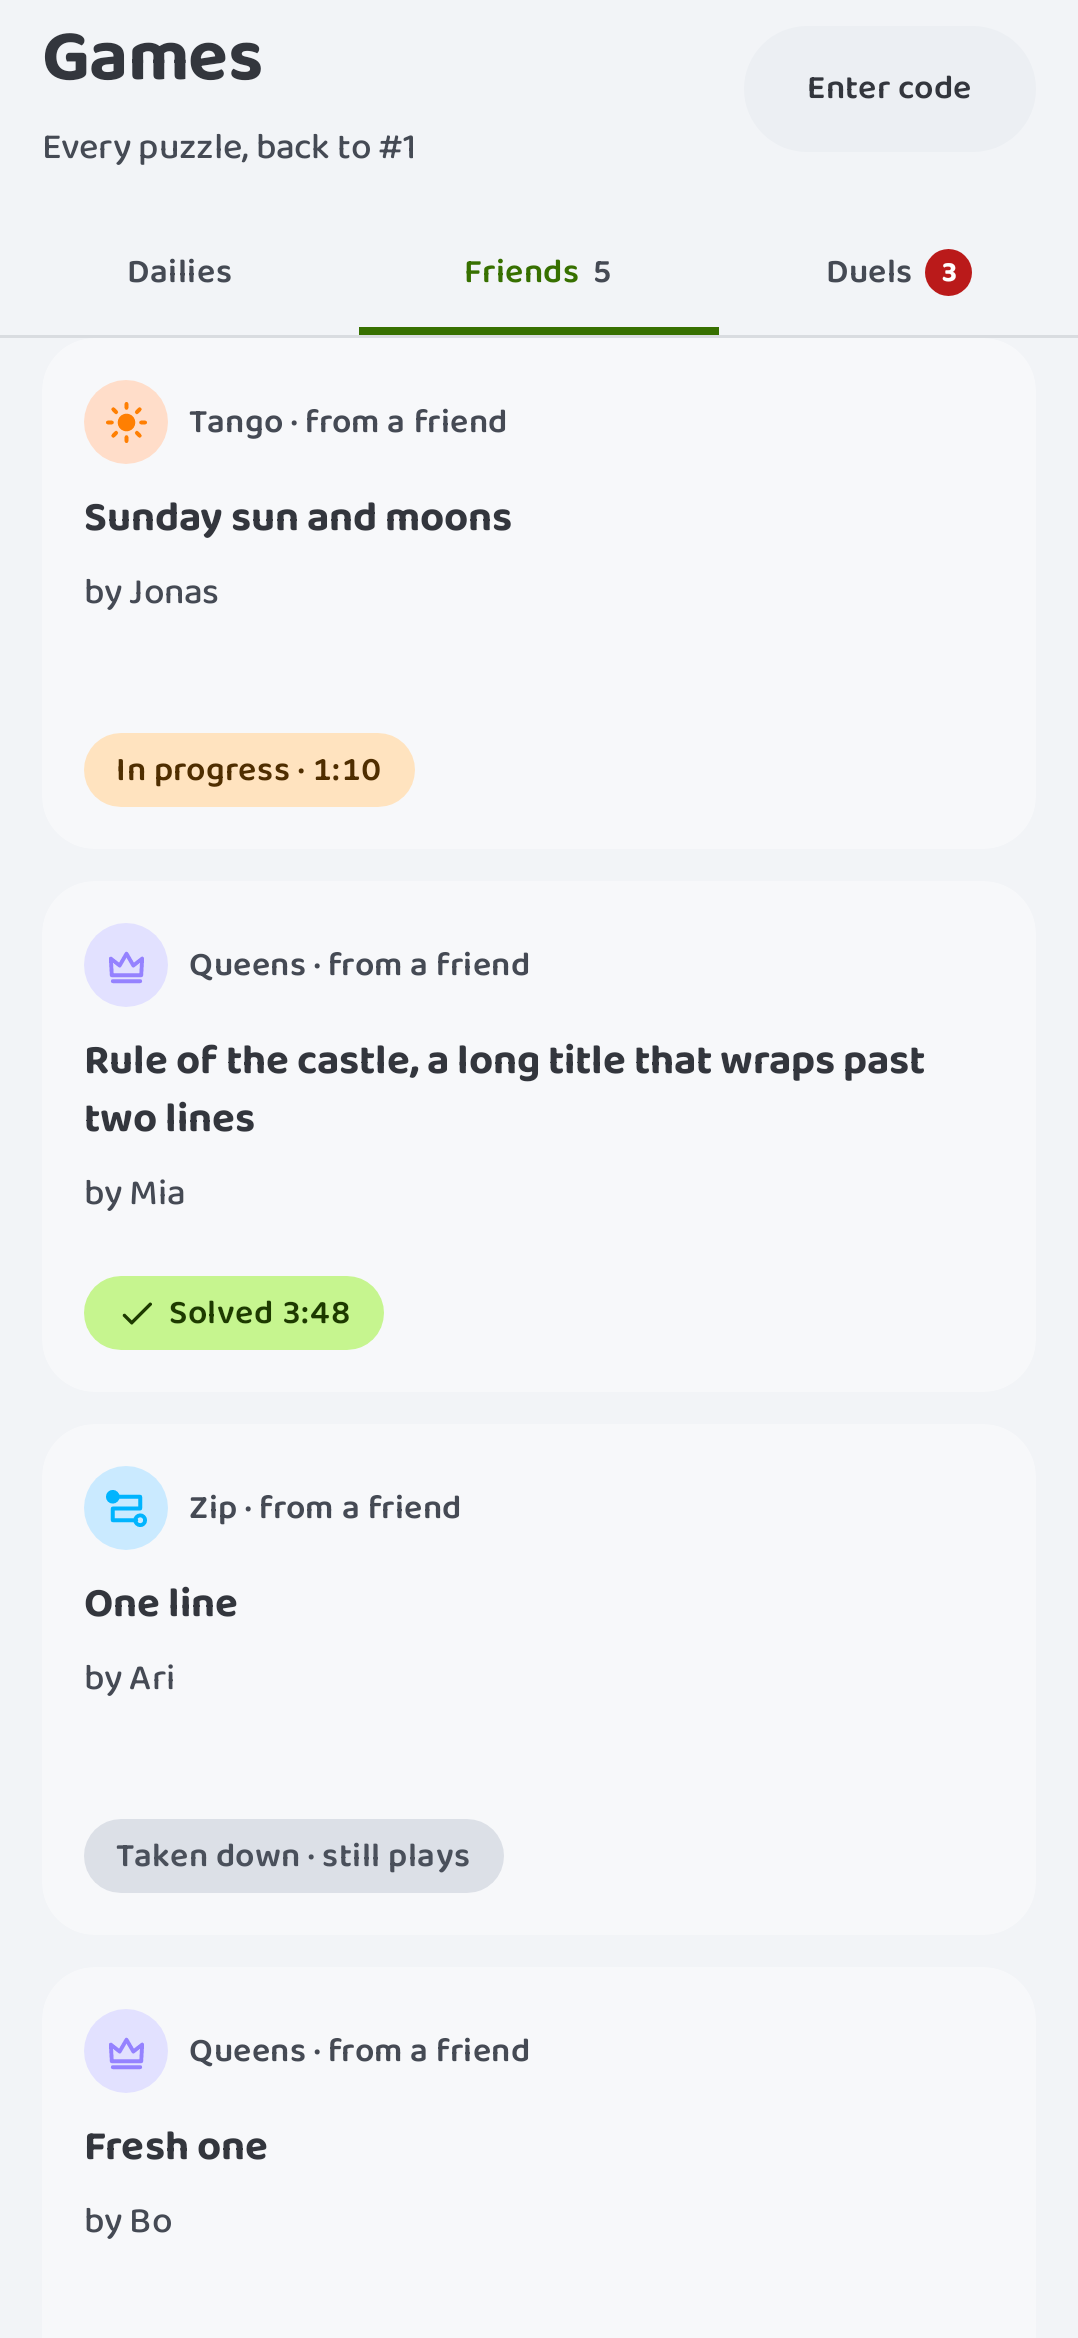 Games
Enter code
Every puzzle, back to #1
Dailies
Friends 5
Duels 3
Tango · from a friend
Sunday sun and moons
by Jonas
In progress · 1:10
Queens · from a friend
Rule of the castle, a long title that wraps past
two lines
by Mia
Solved 3:48
Zip · from a friend
One line
by Ari
Taken down · still plays
Queens · from a friend
Fresh one
by Bo